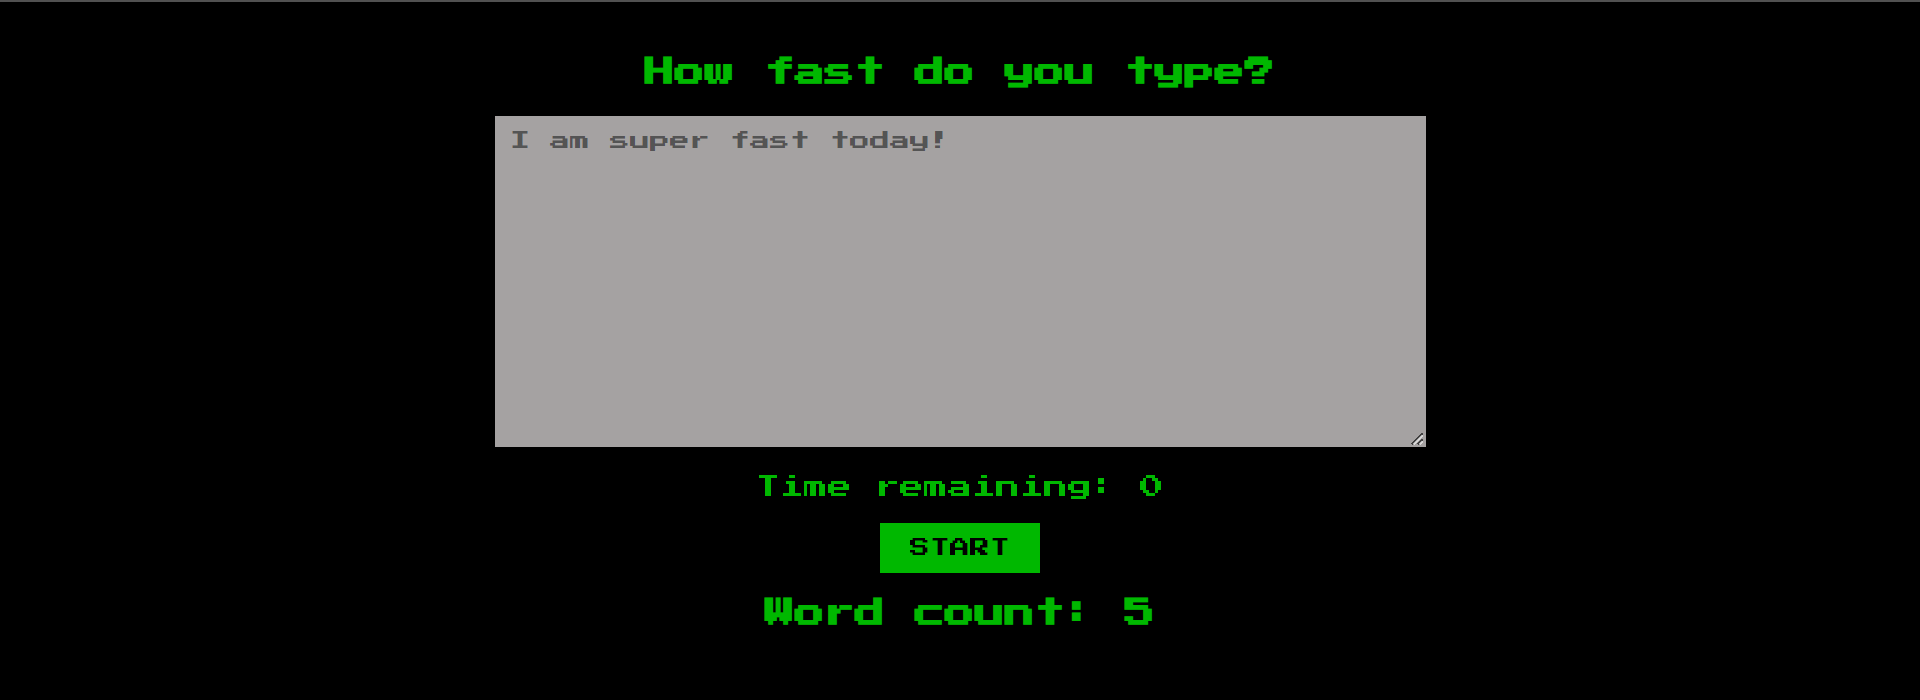 How fast do you type?
I am super fast today!
Time remaining: 0
START
Word count: 5